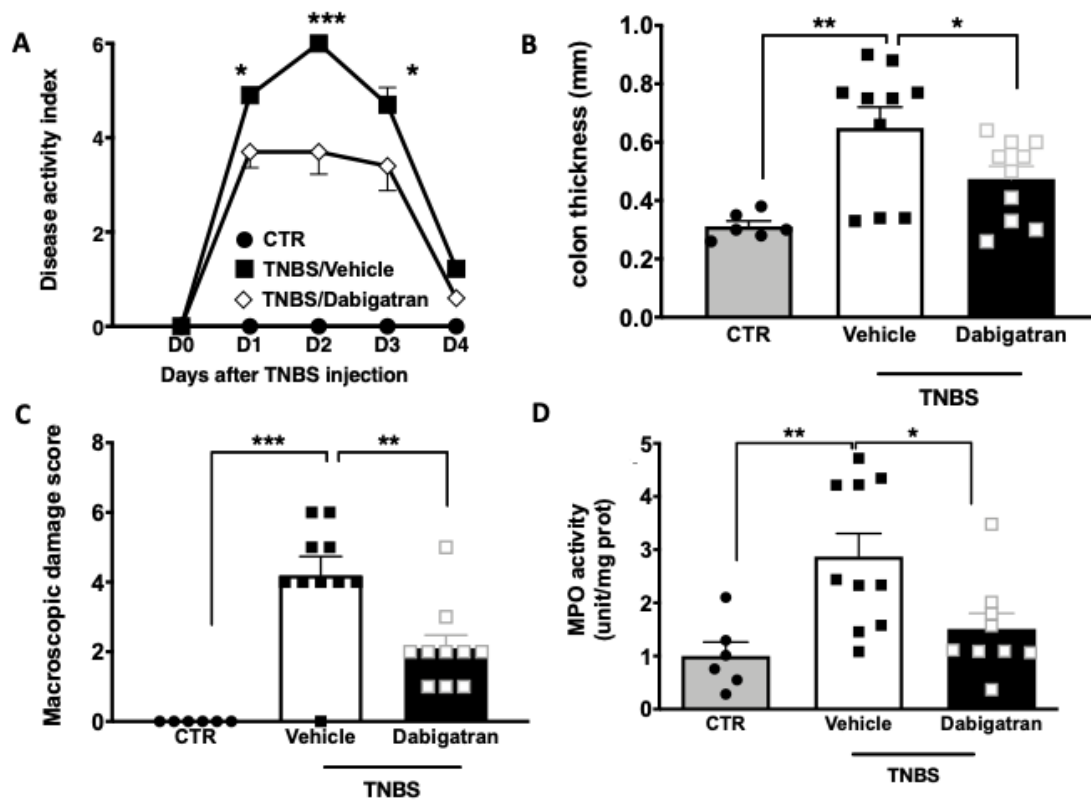 A
Disease activity index
6
4
2
0
*
***
*
CTR
TNBS/Vehicle
TNBS/Dabigatran
D0 D1 D2 D3 D4
Days after TNBS injection
B
colon thickness (mm)
1.0
0.8
0.6
0.4
0.2
0.0
** *
CTR Vehicle Dabigatran
TNBS
C
Macroscopic damage score
8
6
4
2
0
*** **
CTR Vehicle Dabigatran
TNBS
D
MPO activity
(unit/mg prot)
5
4
3
2
1
0
** *
CTR Vehicle Dabigatran
TNBS